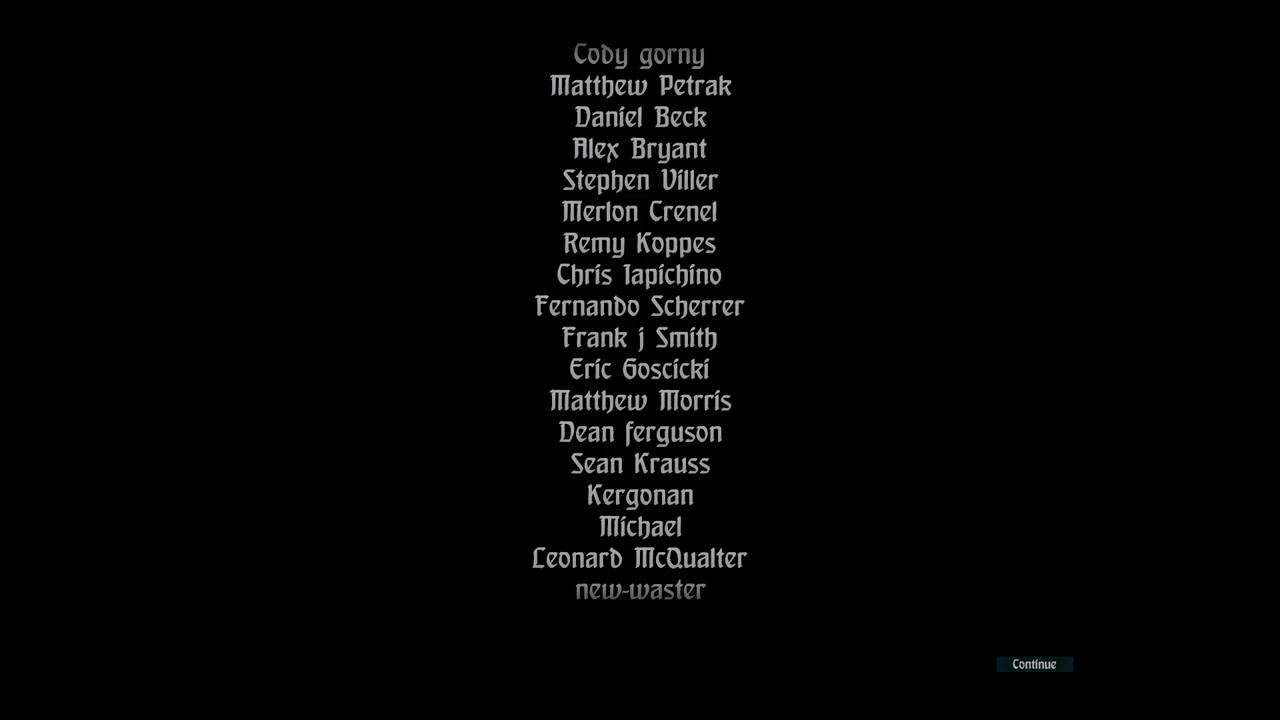 Cody gorny
Matthew Petrak
Daniel Beck
Alex Bryant
Stephen Viller
Merlon Crenel
Remy Koppes
Chris Iapichino
Fernando Scherrer
Frank j Smith
Eric Goscicki
Matthew Morris
Dean ferguson
Sean Krauss
Kergonan
Michael
Leonard McQualter
new-waster
Continue